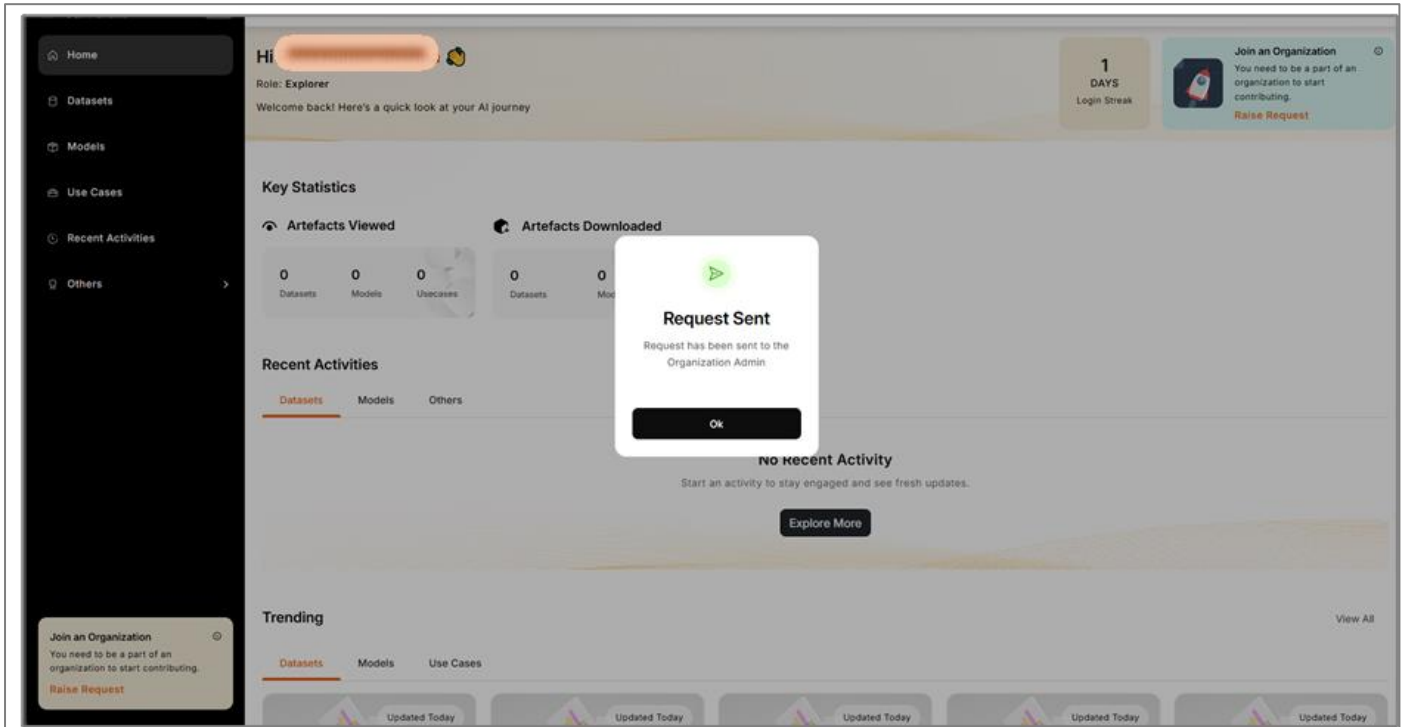 Home
Datasets
Models
Use Cases
Recent Activities
Others
Join an Organization
You need to be a part of an
organization to start contributing.
Raise Request
Hi
Role: Explorer
Welcome back! Here's a quick look at your AI journey
1
DAYS
Login Streak
Join an Organization
You need to be a part of an
organization to start
contributing.
Raise Request
Key Statistics
Artefacts Viewed
0 0 0
Datasets Models Usecases
Artefacts Downloaded
0 0
Datasets
Request Sent
Request has been sent to the
Organization Admin
Ok
Recent Activities
Datasets Models Others
No Recent Activity
Start an activity to stay engaged and see fresh updates.
Explore More
Trending
View All
Datasets Models Use Cases
Updated Today Updated Today Updated Today Updated Today Updated Today